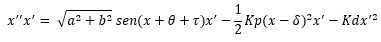 x''x' = √(a² + b²) sen(x + θ + τ)x' − ½Kp(x − δ)²x' − Kdx'²